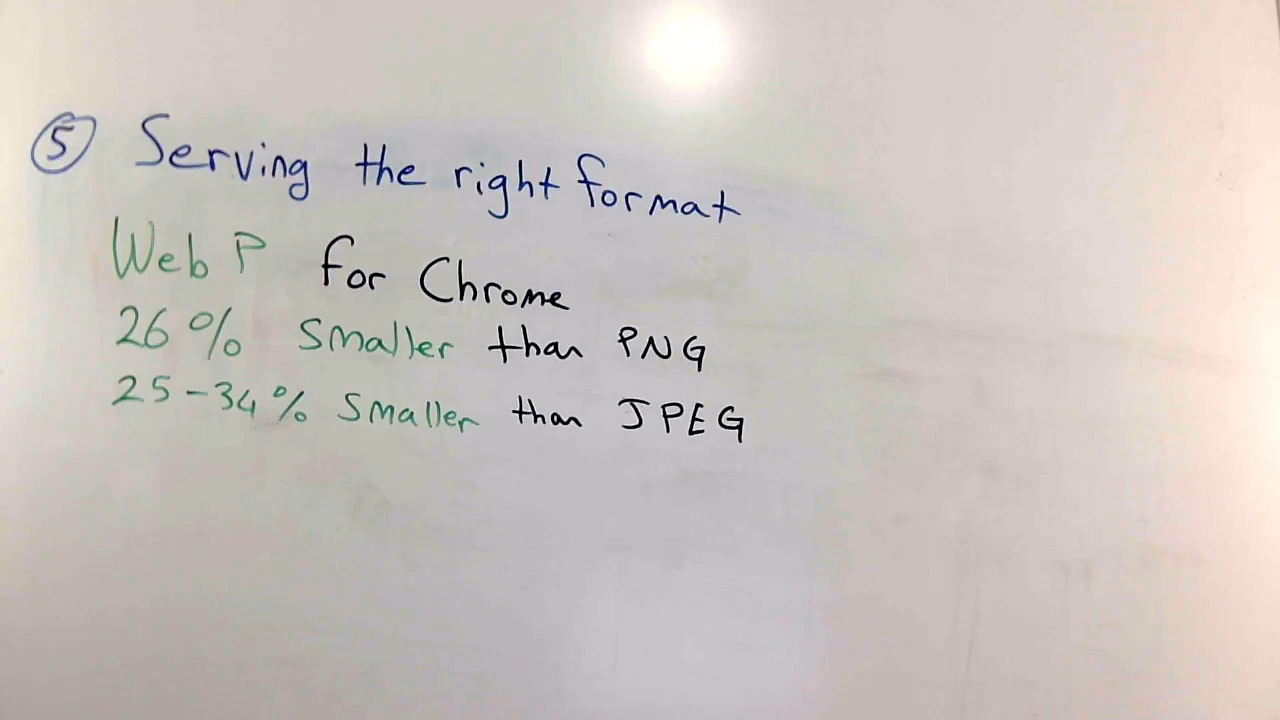 ⑤ Serving the right format
WebP for Chrome
26% smaller than PNG
25-34% smaller than JPEG